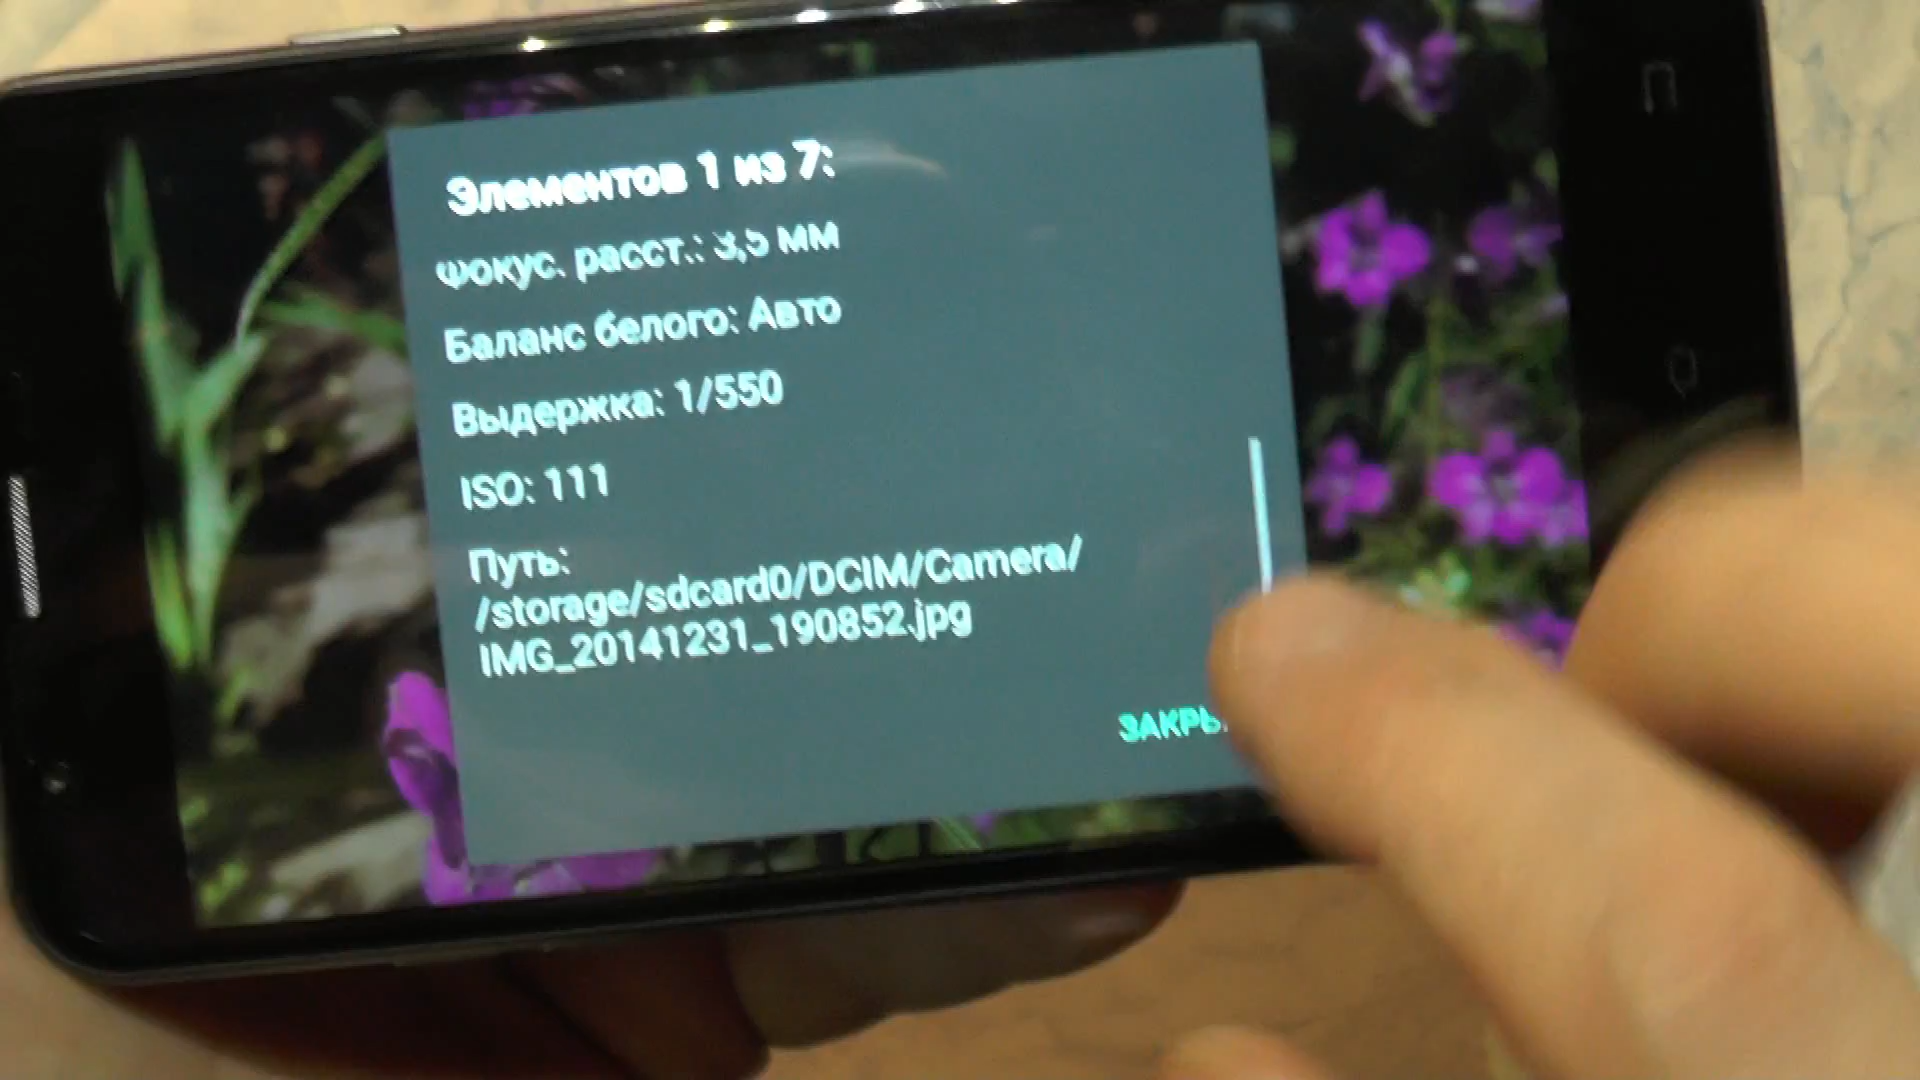 Элементов 1 из 7:
Фокус. расст.: 3,5 мм
Баланс белого: Авто
Выдержка: 1/550
ISO: 111
Путь:
/storage/sdcard0/DCIM/Camera/
IMG_20141231_190852.jpg
ЗАКРЫ